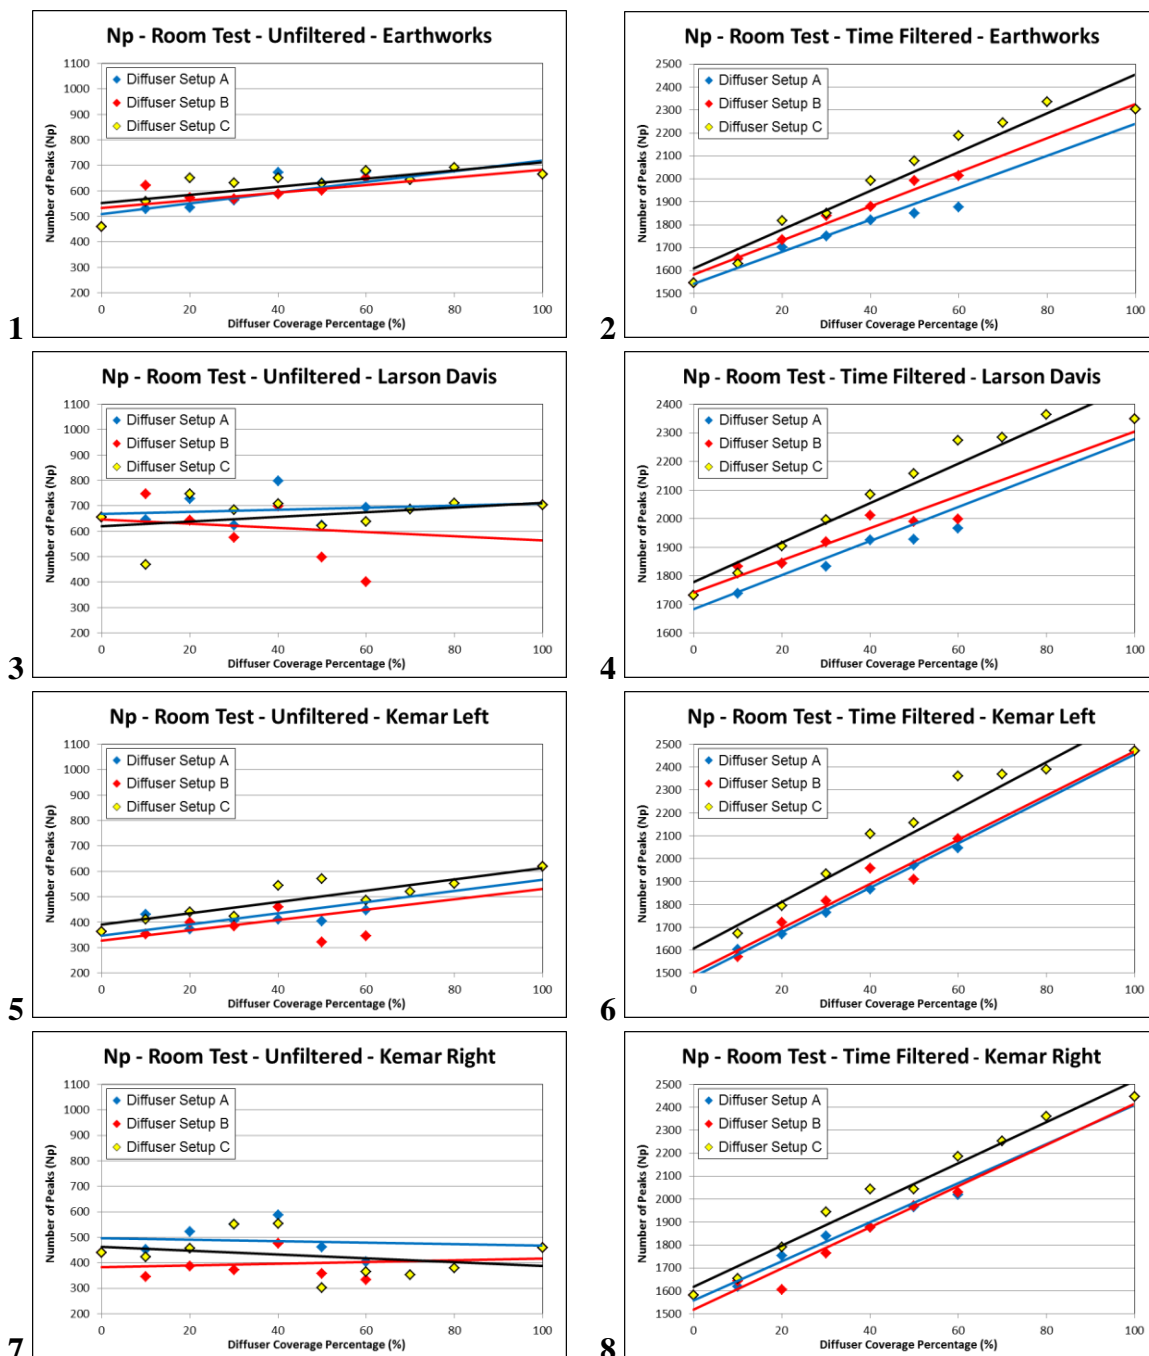 Np - Room Test - Unfiltered - Earthworks
1100
1000
900
800
700
600
500
400
300
200
Number of Peaks (Np)
Diffuser Setup A
Diffuser Setup B
Diffuser Setup C
0 20 40 60 80 100
Diffuser Coverage Percentage (%)
1
Np - Room Test - Time Filtered - Earthworks
2500
2400
2300
2200
2100
2000
1900
1800
1700
1600
1500
Number of Peaks (Np)
Diffuser Setup A
Diffuser Setup B
Diffuser Setup C
0 20 40 60 80 100
Diffuser Coverage Percentage (%)
2
Np - Room Test - Unfiltered - Larson Davis
1100
1000
900
800
700
600
500
400
300
200
Number of Peaks (Np)
Diffuser Setup A
Diffuser Setup B
Diffuser Setup C
0 20 40 60 80 100
Diffuser Coverage Percentage (%)
3
Np - Room Test - Time Filtered - Larson Davis
2400
2300
2200
2100
2000
1900
1800
1700
1600
Number of Peaks (Np)
Diffuser Setup A
Diffuser Setup B
Diffuser Setup C
0 20 40 60 80 100
Diffuser Coverage Percentage (%)
4
Np - Room Test - Unfiltered - Kemar Left
1100
1000
900
800
700
600
500
400
300
200
Number of Peaks (Np)
Diffuser Setup A
Diffuser Setup B
Diffuser Setup C
0 20 40 60 80 100
Diffuser Coverage Percentage (%)
5
Np - Room Test - Time Filtered - Kemar Left
2500
2400
2300
2200
2100
2000
1900
1800
1700
1600
1500
Number of Peaks (Np)
Diffuser Setup A
Diffuser Setup B
Diffuser Setup C
0 20 40 60 80 100
Diffuser Coverage Percentage (%)
6
Np - Room Test - Unfiltered - Kemar Right
1100
1000
900
800
700
600
500
400
300
200
Number of Peaks (Np)
Diffuser Setup A
Diffuser Setup B
Diffuser Setup C
0 20 40 60 80 100
Diffuser Coverage Percentage (%)
7
Np - Room Test - Time Filtered - Kemar Right
2500
2400
2300
2200
2100
2000
1900
1800
1700
1600
1500
Number of Peaks (Np)
Diffuser Setup A
Diffuser Setup B
Diffuser Setup C
0 20 40 60 80 100
Diffuser Coverage Percentage (%)
8